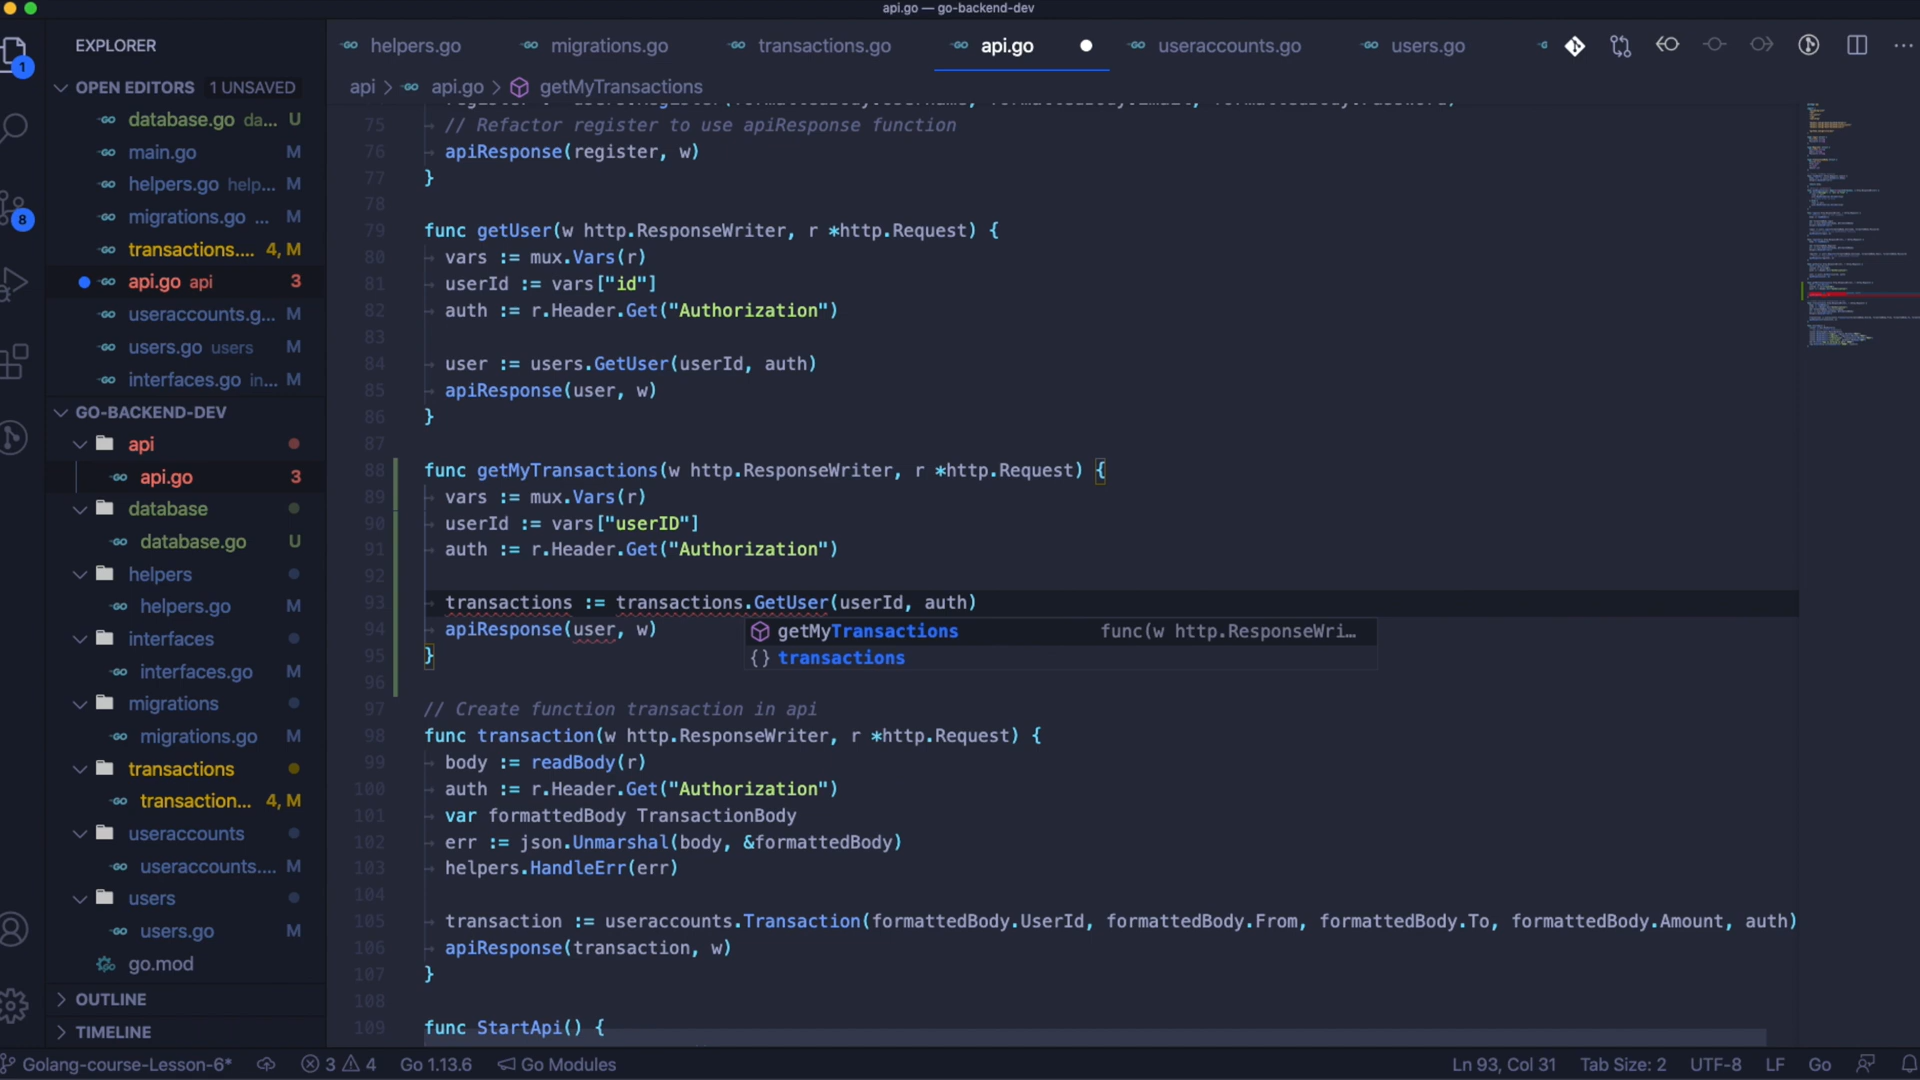 api.go — go-backend-dev
EXPLORER
1
OPEN EDITORS 1 UNSAVED
database.go da... U
main.go M
helpers.go help... M
migrations.go ... M
transactions.... 4, M
api.go api 3
useraccounts.g... M
users.go users M
interfaces.go in... M
8
GO-BACKEND-DEV
api
api.go 3
database
database.go U
helpers
helpers.go M
interfaces
interfaces.go M
migrations
migrations.go M
transactions
transaction... 4, M
useraccounts
useraccounts.... M
users
users.go M
go.mod
OUTLINE
TIMELINE
helpers.go migrations.go transactions.go api.go useraccounts.go users.go
api > api.go > getMyTransactions
75 // Refactor register to use apiResponse function
76 apiResponse(register, w)
77 }
78
79 func getUser(w http.ResponseWriter, r *http.Request) {
80 vars := mux.Vars(r)
81 userId := vars["id"]
82 auth := r.Header.Get("Authorization")
83
84 user := users.GetUser(userId, auth)
85 apiResponse(user, w)
86 }
87
88 func getMyTransactions(w http.ResponseWriter, r *http.Request) {
89 vars := mux.Vars(r)
90 userId := vars["userID"]
91 auth := r.Header.Get("Authorization")
92
93 transactions := transactions.GetUser(userId, auth)
94 apiResponse(user, w)
getMyTransactions func(w http.ResponseWri...
95 }
{} transactions
96
97 // Create function transaction in api
98 func transaction(w http.ResponseWriter, r *http.Request) {
99 body := readBody(r)
100 auth := r.Header.Get("Authorization")
101 var formattedBody TransactionBody
102 err := json.Unmarshal(body, &formattedBody)
103 helpers.HandleErr(err)
104
105 transaction := useraccounts.Transaction(formattedBody.UserId, formattedBody.From, formattedBody.To, formattedBody.Amount, auth)
106 apiResponse(transaction, w)
107 }
108
109 func StartApi() {
Golang-course-Lesson-6* 3 4 Go 1.13.6 Go Modules Ln 93, Col 31 Tab Size: 2 UTF-8 LF Go